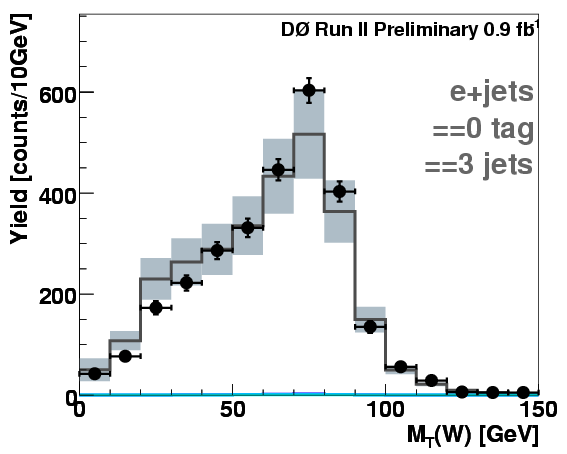 DØ Run II Preliminary 0.9 fb⁻¹
e+jets
==0 tag
==3 jets
Yield [counts/10GeV]
600
400
200
0
0 50 100 150
M_T(W) [GeV]